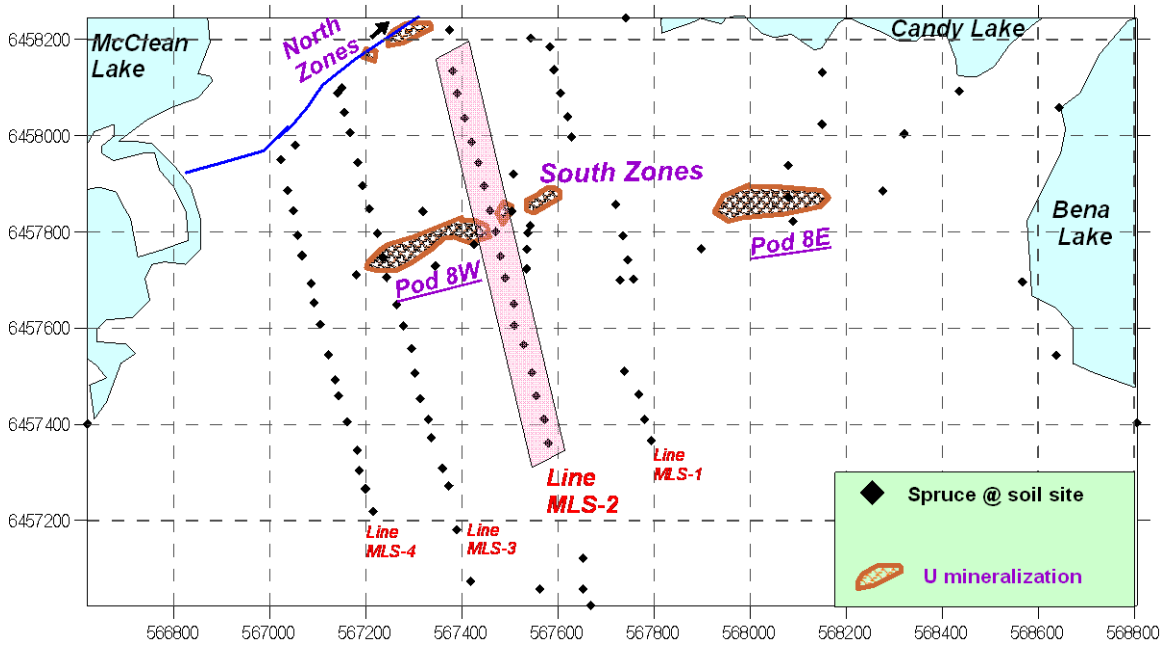 6458200
6458000
6457800
6457600
6457400
6457200
McClean
Lake
North
Zones
Candy Lake
South Zones
Bena
Lake
Pod 8E
Pod 8W
Line
MLS-1
Line
MLS-2
Line
MLS-4
Line
MLS-3
Spruce @ soil site
U mineralization
566800
567000
567200
567400
567600
567800
568000
568200
568400
568600
568800